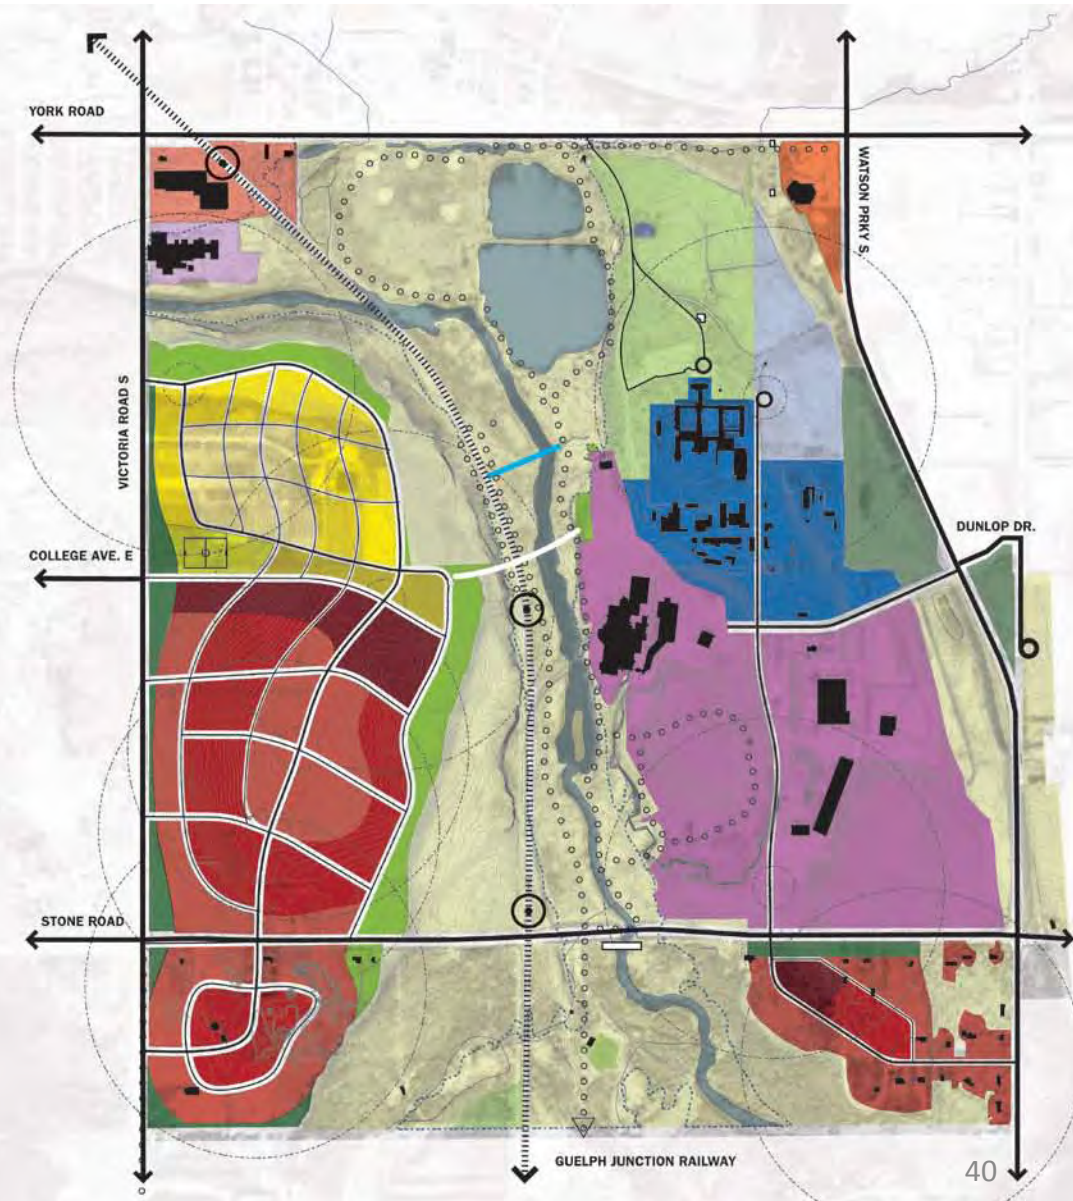 YORK ROAD
WATSON PRKY S
VICTORIA ROAD S
DUNLOP DR.
COLLEGE AVE. E
STONE ROAD
GUELPH JUNCTION RAILWAY
40